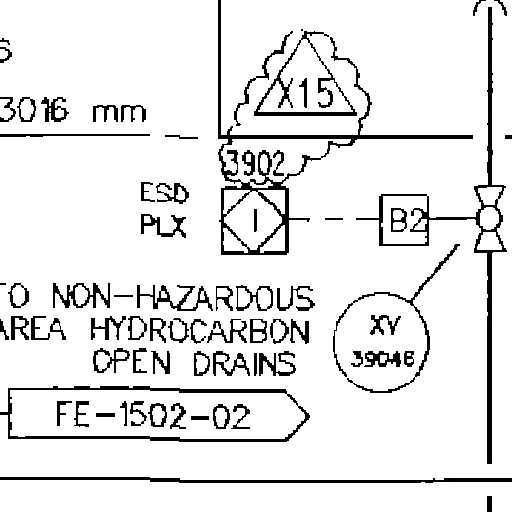 X15
3016 mm
3902
ESD
PLX
I
B2
TO NON-HAZARDOUS
AREA HYDROCARBON
OPEN DRAINS
XV
39046
FE-1502-02